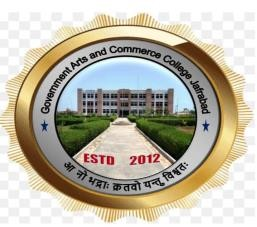 Government Arts and Commerce College Jafrabad
ESTD 2012
आ नो भद्राः क्रतवो यन्तु विश्वतः